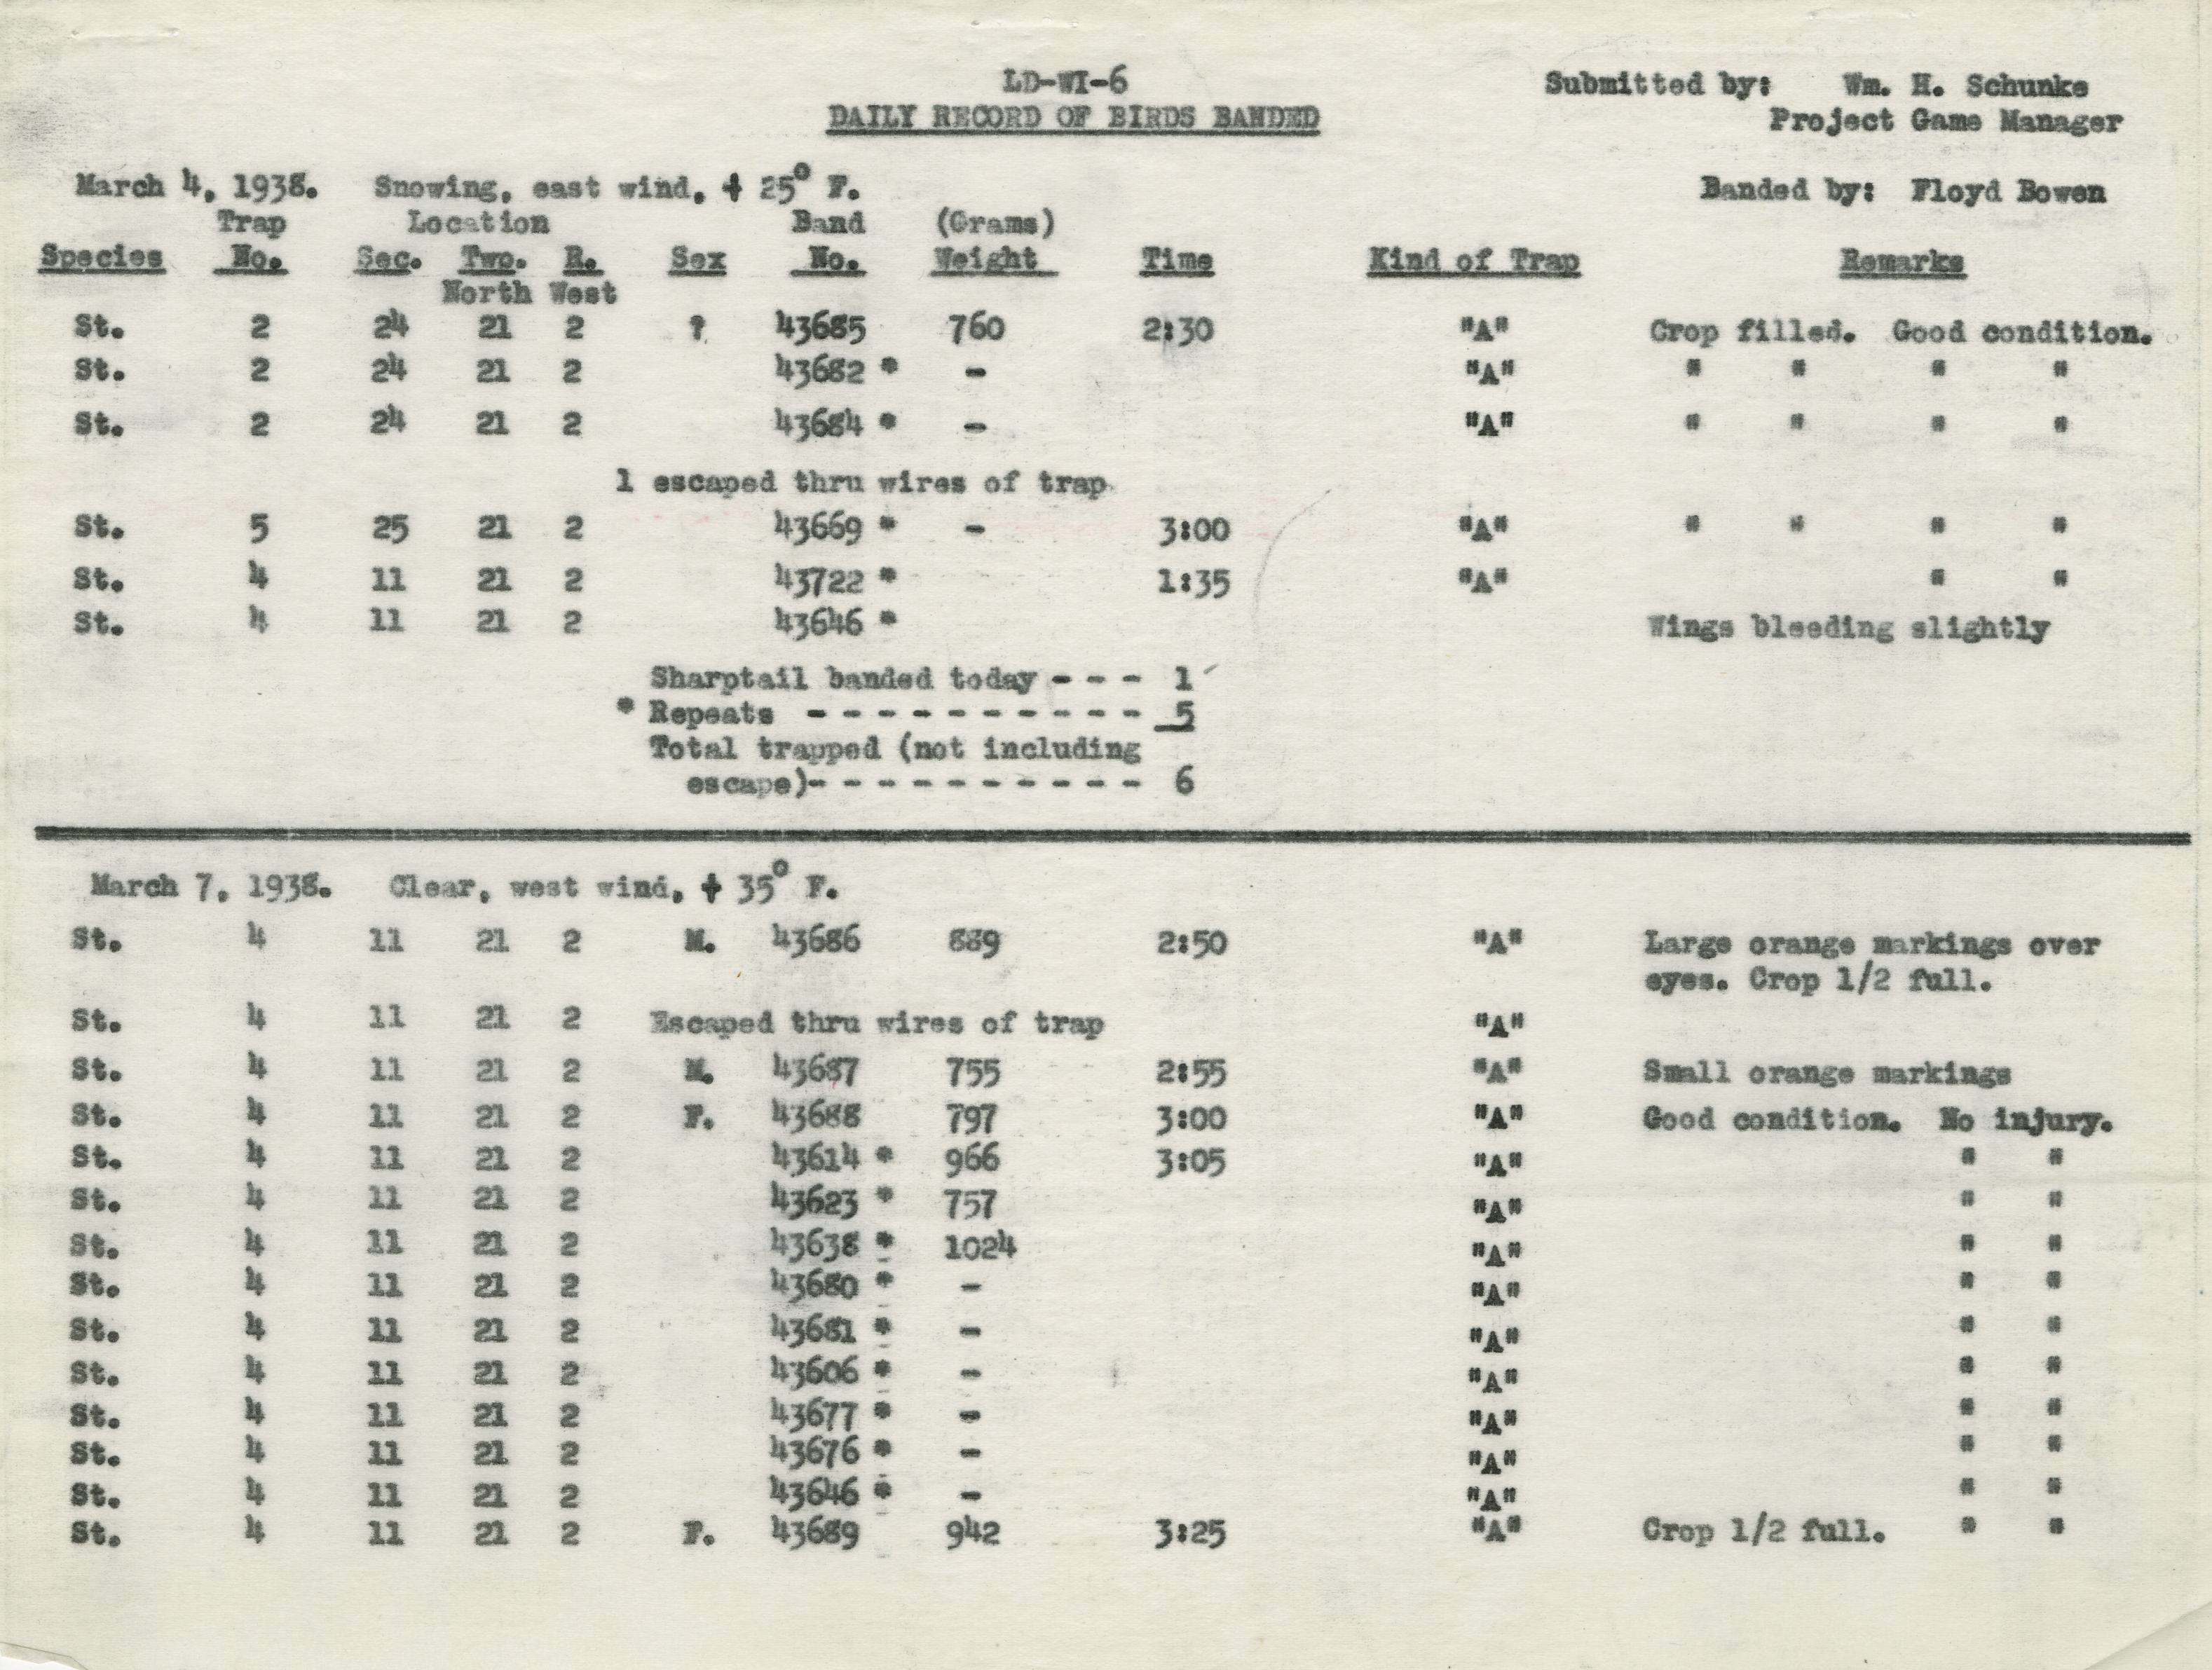 LD-WI-6
DAILY RECORD OF BIRDS BANDED
Submitted by: Wm. H. Schunke
Project Game Manager
March 4, 1938. Snowing, east wind, + 25° F.
Banded by: Floyd Bowen
Trap Location Band (Grams)
Species No. Sec. Two. R. Sex No. Weight Time Kind of Trap Remarks
North West
St. 2 24 21 2 ? 43685 760 2:30 "A" Crop filled. Good condition.
St. 2 24 21 2 43682 * - "A" " " " "
St. 2 24 21 2 43684 * - "A" " " " "
1 escaped thru wires of trap.
St. 5 25 21 2 43669 * - 3:00 "A" " " " "
St. 4 11 21 2 43722 * 1:35 "A" " "
St. 4 11 21 2 43646 * Wings bleeding slightly
Sharptail banded today - - - 1
* Repeats - - - - - - - - - - - 5
Total trapped (not including
escape)- - - - - - - - - - - 6
March 7, 1938. Clear, west wind, + 35° F.
St. 4 11 21 2 M. 43686 889 2:50 "A" Large orange markings over
eyes. Crop 1/2 full.
St. 4 11 21 2 Escaped thru wires of trap "A"
St. 4 11 21 2 M. 43687 755 2:55 "A" Small orange markings
St. 4 11 21 2 F. 43688 797 3:00 "A" Good condition. No injury.
St. 4 11 21 2 43614 * 966 3:05 "A" " "
St. 4 11 21 2 43623 * 757 "A" " "
St. 4 11 21 2 43638 * 1024 "A" " "
St. 4 11 21 2 43680 * - "A" " "
St. 4 11 21 2 43681 * - "A" " "
St. 4 11 21 2 43606 * - "A" " "
St. 4 11 21 2 43677 * - "A" " "
St. 4 11 21 2 43676 * - "A" " "
St. 4 11 21 2 43646 * - "A" " "
St. 4 11 21 2 F. 43689 942 3:25 "A" Crop 1/2 full. " "